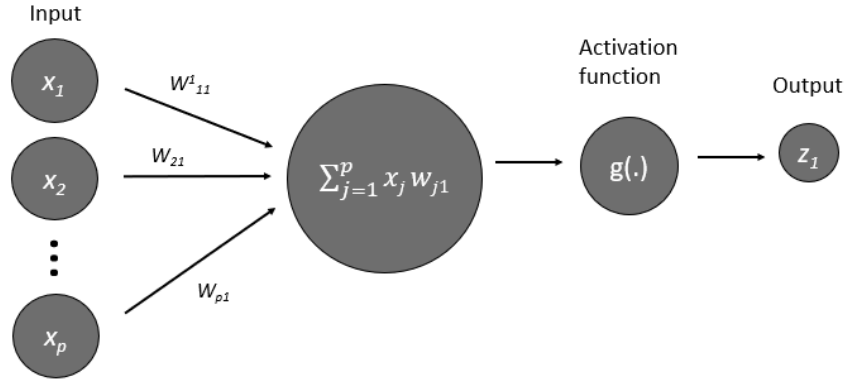 Input
x₁
W¹₁₁
Activation
function
Output
x₂
W₂₁
∑ᵖⱼ₌₁ xⱼ wⱼ₁
g(.)
z₁
xₚ
Wₚ₁